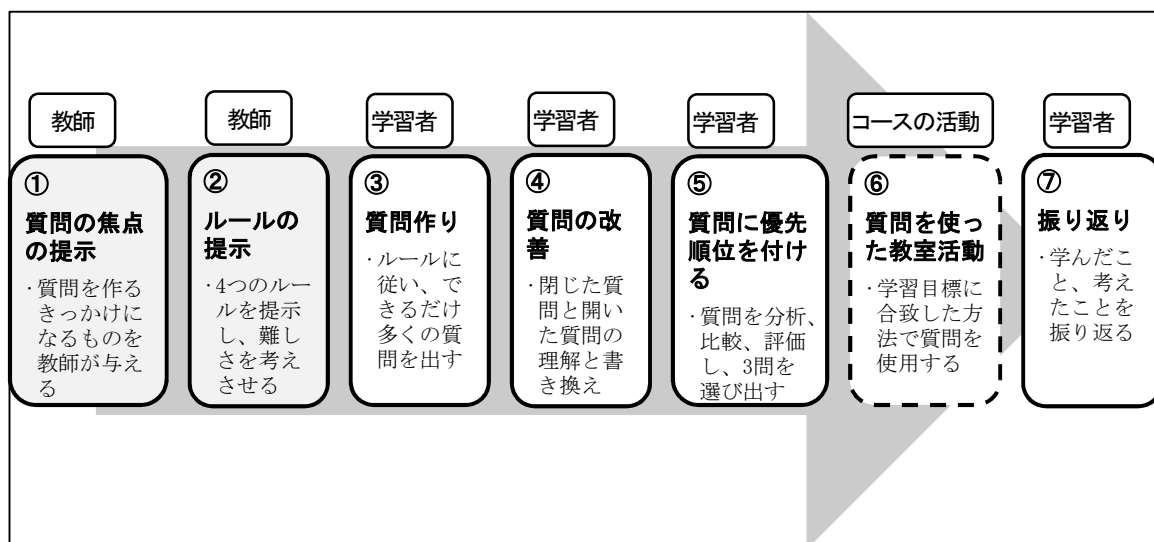 教師
①
質問の焦点
の提示
・質問を作る
きっかけに
なるものを
教師が与え
る
教師
②
ルールの
提示
・4つのルー
ルを提示
し、難し
さを考え
させる
学習者
③
質問作り
・ルールに
従い、で
きるだけ
多くの質
問を出す
学習者
④
質問の改
善
・閉じた質
問と開い
た質問の
理解と書
き換え
学習者
⑤
質問に優先
順位を付け
る
・質問を分析、
比較、評価
し、3問を
選び出す
コースの活動
⑥
質問を使っ
た教室活動
・学習目標に
合致した方
法で質問を
使用する
学習者
⑦
振り返り
・学んだこ
と、考え
たことを
振り返る